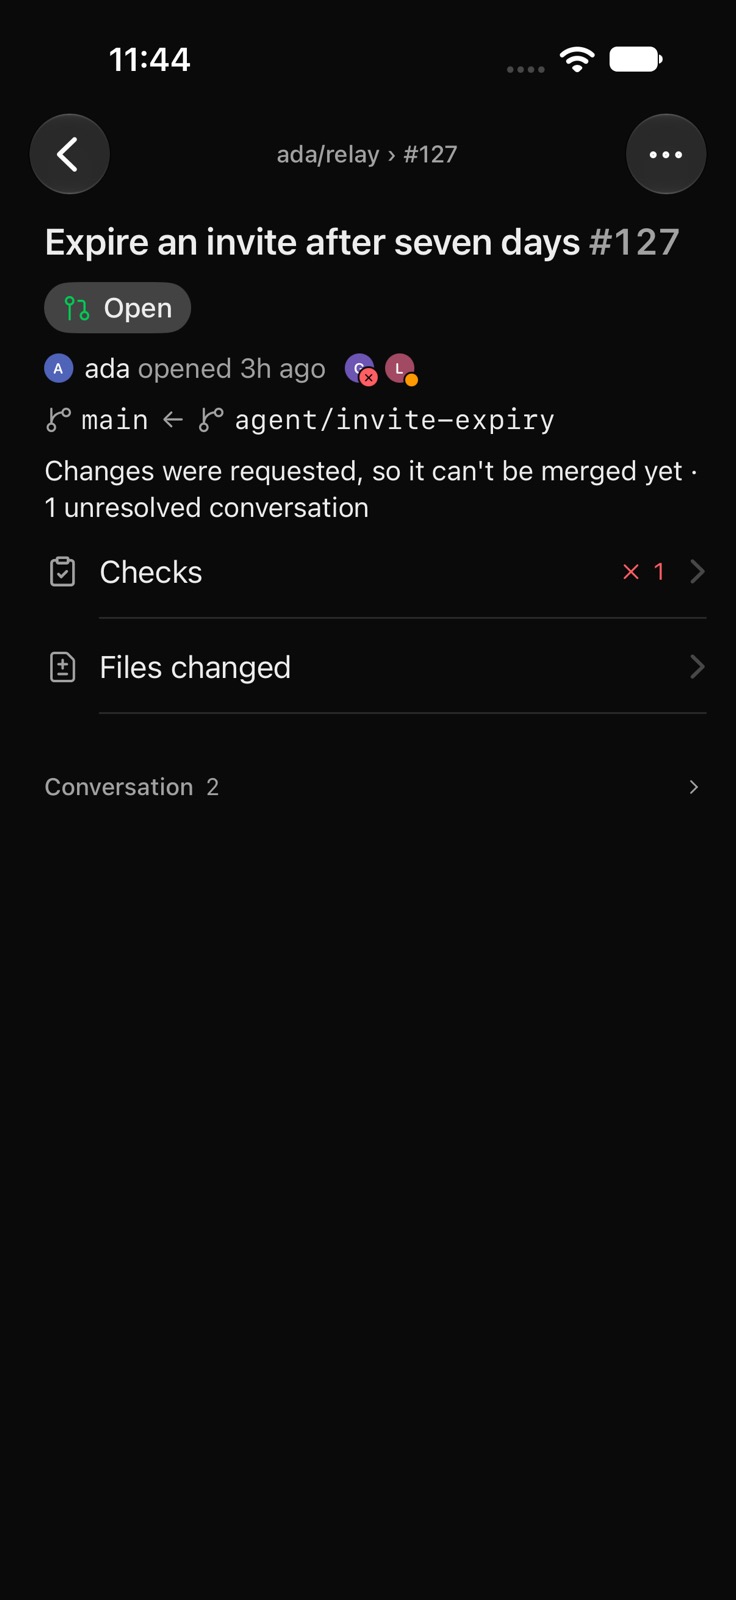 11:44
ada/relay › #127
Expire an invite after seven days #127
Open
A ada opened 3h ago G L
main ← agent/invite-expiry
Changes were requested, so it can't be merged yet ·
1 unresolved conversation
Checks 1
Files changed
Conversation 2